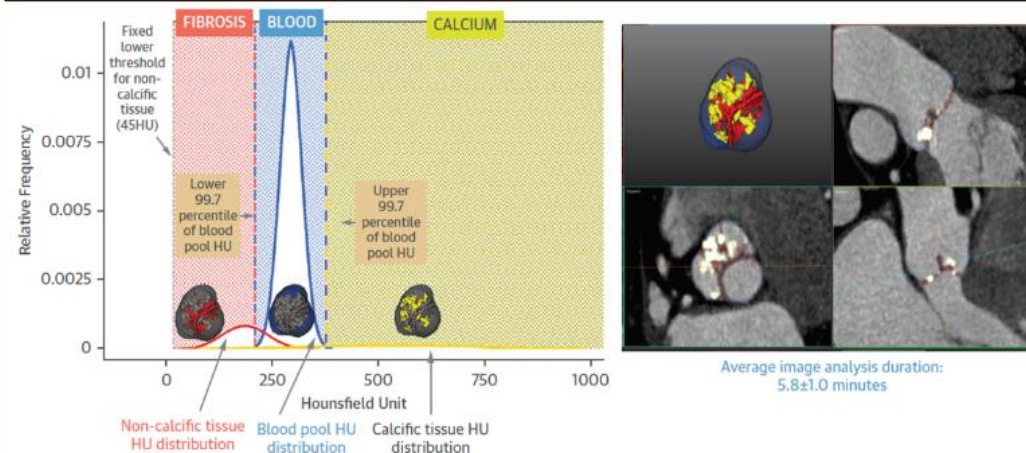 FIBROSIS
BLOOD
CALCIUM
Fixed
lower
threshold
for non-
calcific
tissue
(45HU)
Lower
99.7
percentile
of blood
pool HU
Upper
99.7
percentile
of blood
pool HU
Relative Frequency
0.01
0.0075
0.005
0.0025
0
0
250
500
750
1000
Hounsfield Unit
Non-calcific tissue
HU distribution
Blood pool HU
distribution
Calcific tissue HU
distribution
Average image analysis duration:
5.8±1.0 minutes